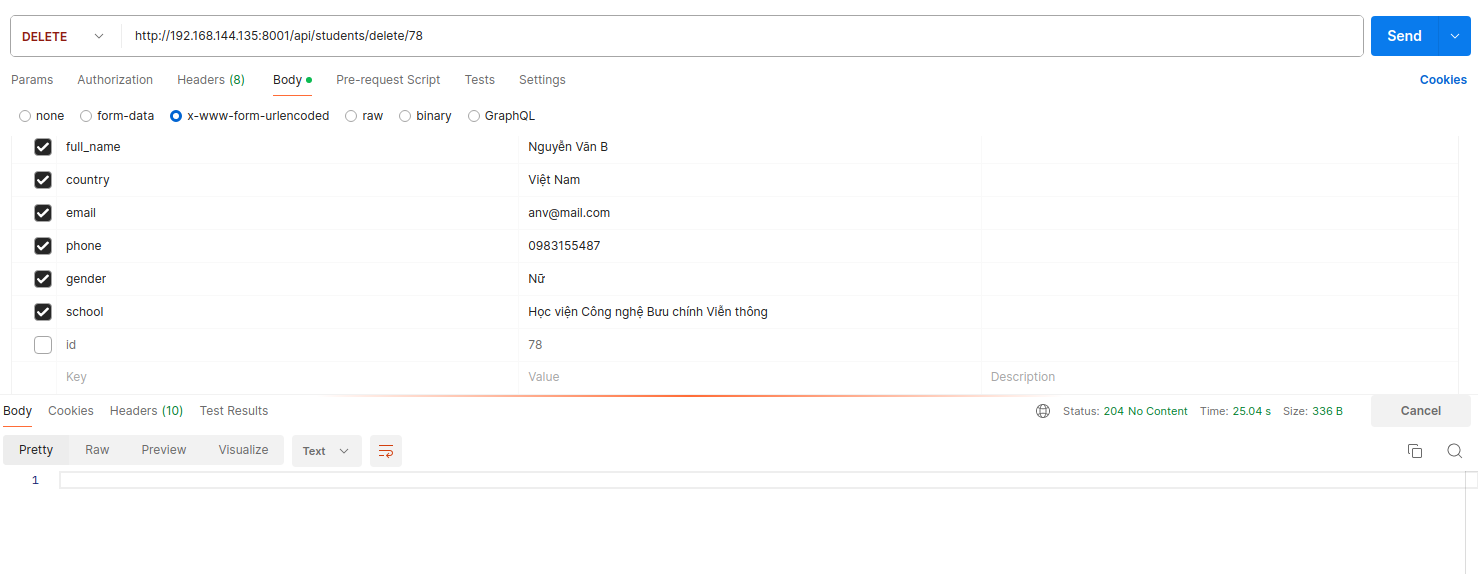 DELETE http://192.168.144.135:8001/api/students/delete/78 Send
Params Authorization Headers (8) Body Pre-request Script Tests Settings Cookies
none form-data x-www-form-urlencoded raw binary GraphQL
full_name Nguyễn Văn B
country Việt Nam
email anv@mail.com
phone 0983155487
gender Nữ
school Học viện Công nghệ Bưu chính Viễn thông
id 78
Key Value Description
Body Cookies Headers (10) Test Results Status: 204 No Content Time: 25.04 s Size: 336 B Cancel
Pretty Raw Preview Visualize Text
1